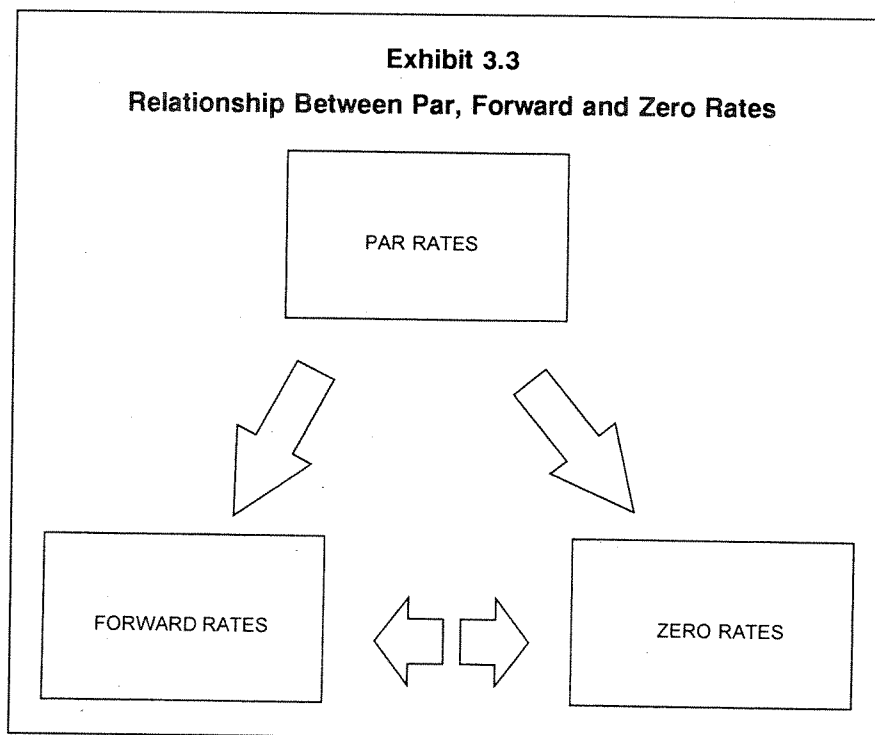 Exhibit 3.3
Relationship Between Par, Forward and Zero Rates
PAR RATES
FORWARD RATES
ZERO RATES